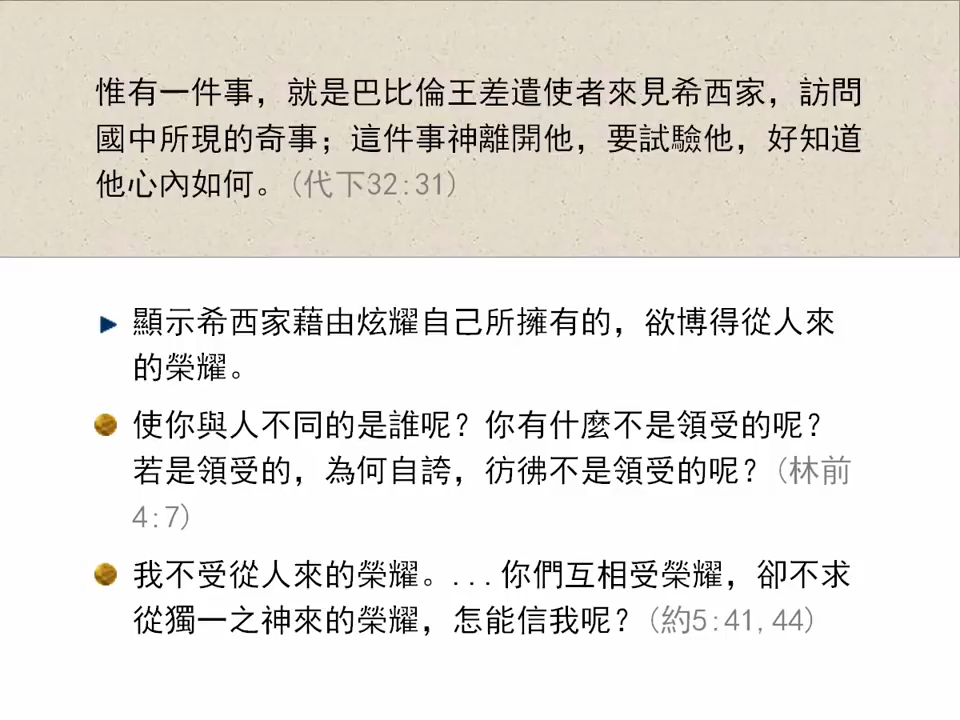 惟有一件事，就是巴比倫王差遣使者來見希西家，訪問
國中所現的奇事；這件事神離開他，要試驗他，好知道
他心內如何。(代下32:31)
顯示希西家藉由炫耀自己所擁有的，欲博得從人來
的榮耀。
使你與人不同的是誰呢？你有什麼不是領受的呢？
若是領受的，為何自誇，彷彿不是領受的呢？(林前
4:7)
我不受從人來的榮耀。...你們互相受榮耀，卻不求
從獨一之神來的榮耀，怎能信我呢？(約5:41,44)